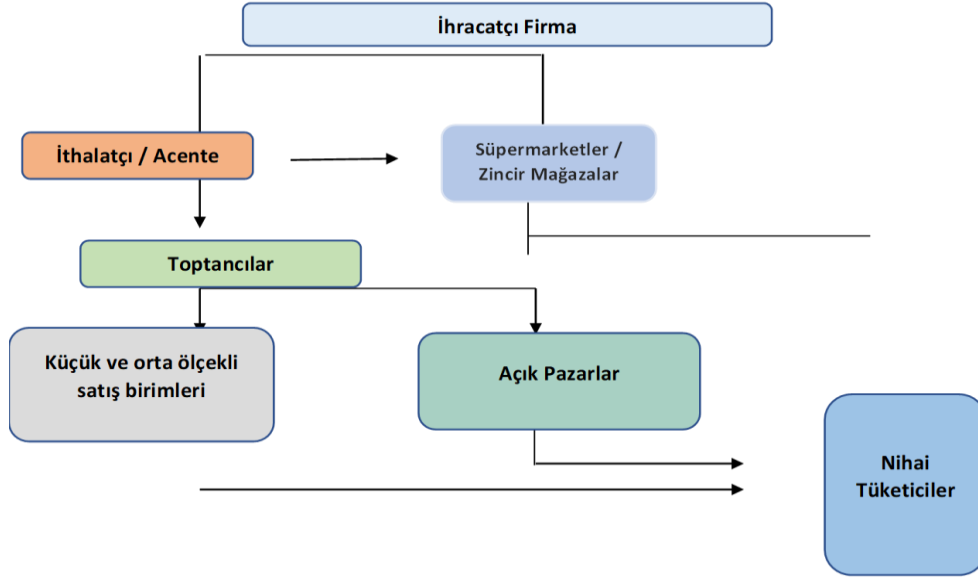 İhracatçı Firma
İthalatçı / Acente
Süpermarketler /
Zincir Mağazalar
Toptancılar
Küçük ve orta ölçekli
satış birimleri
Açık Pazarlar
Nihai
Tüketiciler